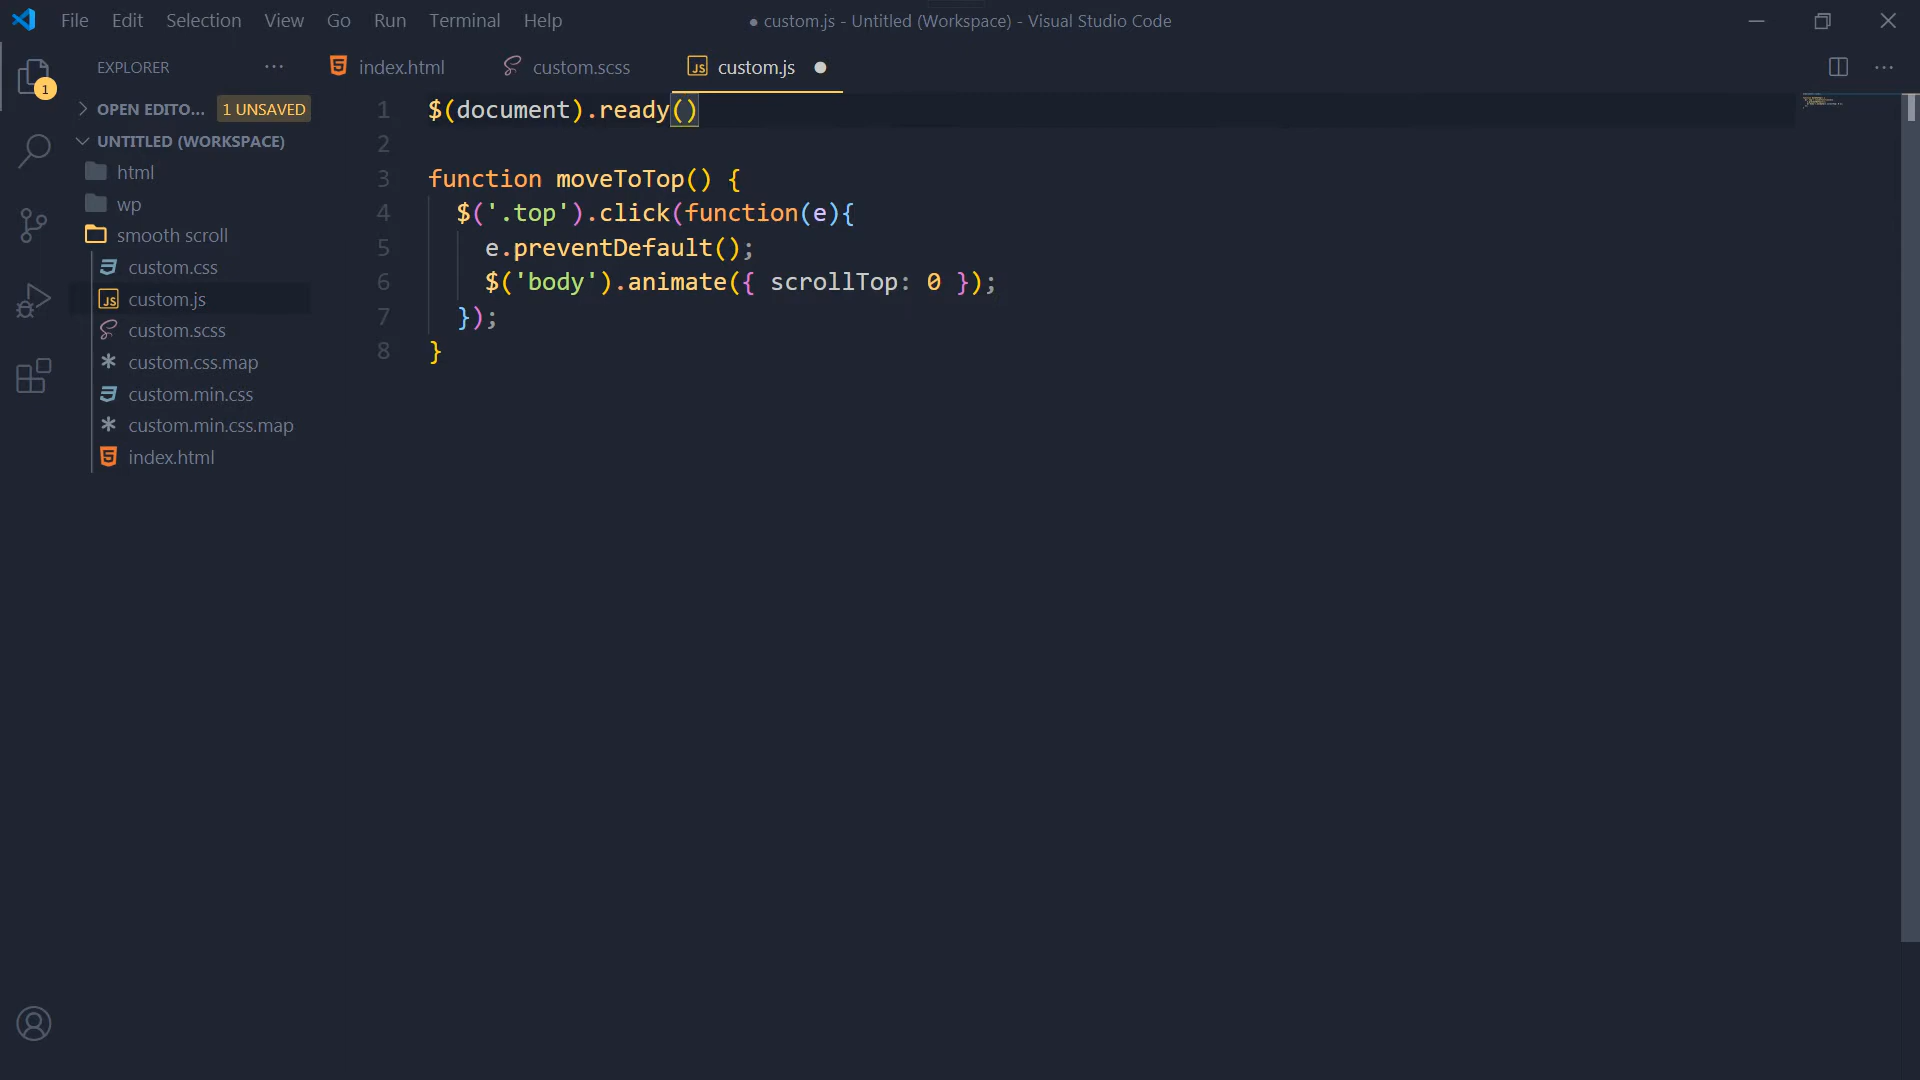 File Edit Selection View Go Run Terminal Help
● custom.js - Untitled (Workspace) - Visual Studio Code
EXPLORER ···
index.html custom.scss JS custom.js ●
1
OPEN EDITO... 1 UNSAVED
UNTITLED (WORKSPACE)
html
wp
smooth scroll
custom.css
JS custom.js
custom.scss
custom.css.map
custom.min.css
custom.min.css.map
index.html
1 $(document).ready()
2
3 function moveToTop() {
4 $('.top').click(function(e){
5 e.preventDefault();
6 $('body').animate({ scrollTop: 0 });
7 });
8 }